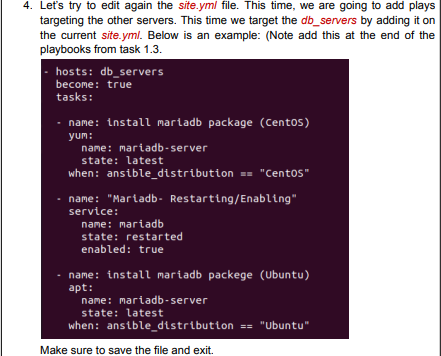 4. Let's try to edit again the site.yml file. This time, we are going to add plays
targeting the other servers. This time we target the db_servers by adding it on
the current site.yml. Below is an example: (Note add this at the end of the
playbooks from task 1.3.
- hosts: db_servers
become: true
tasks:
- name: install mariadb package (CentOS)
yum:
name: mariadb-server
state: latest
when: ansible_distribution == "CentOS"
- name: "Mariadb- Restarting/Enabling"
service:
name: mariadb
state: restarted
enabled: true
- name: install mariadb packege (Ubuntu)
apt:
name: mariadb-server
state: latest
when: ansible_distribution == "Ubuntu"
Make sure to save the file and exit.